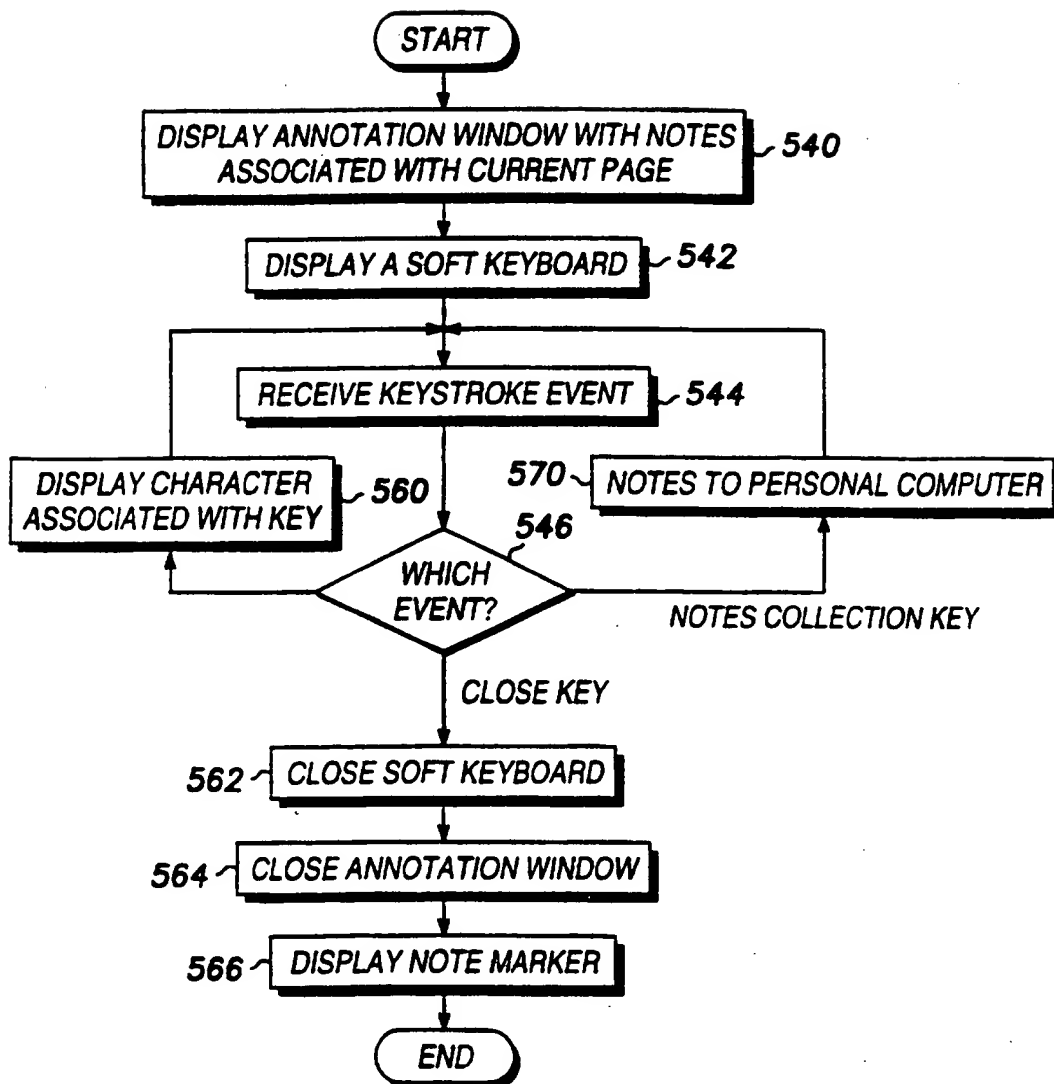 START
DISPLAY ANNOTATION WINDOW WITH NOTES
ASSOCIATED WITH CURRENT PAGE
540
DISPLAY A SOFT KEYBOARD
542
RECEIVE KEYSTROKE EVENT
544
DISPLAY CHARACTER
ASSOCIATED WITH KEY
560
570
NOTES TO PERSONAL COMPUTER
546
WHICH
EVENT?
NOTES COLLECTION KEY
CLOSE KEY
562
CLOSE SOFT KEYBOARD
564
CLOSE ANNOTATION WINDOW
566
DISPLAY NOTE MARKER
END